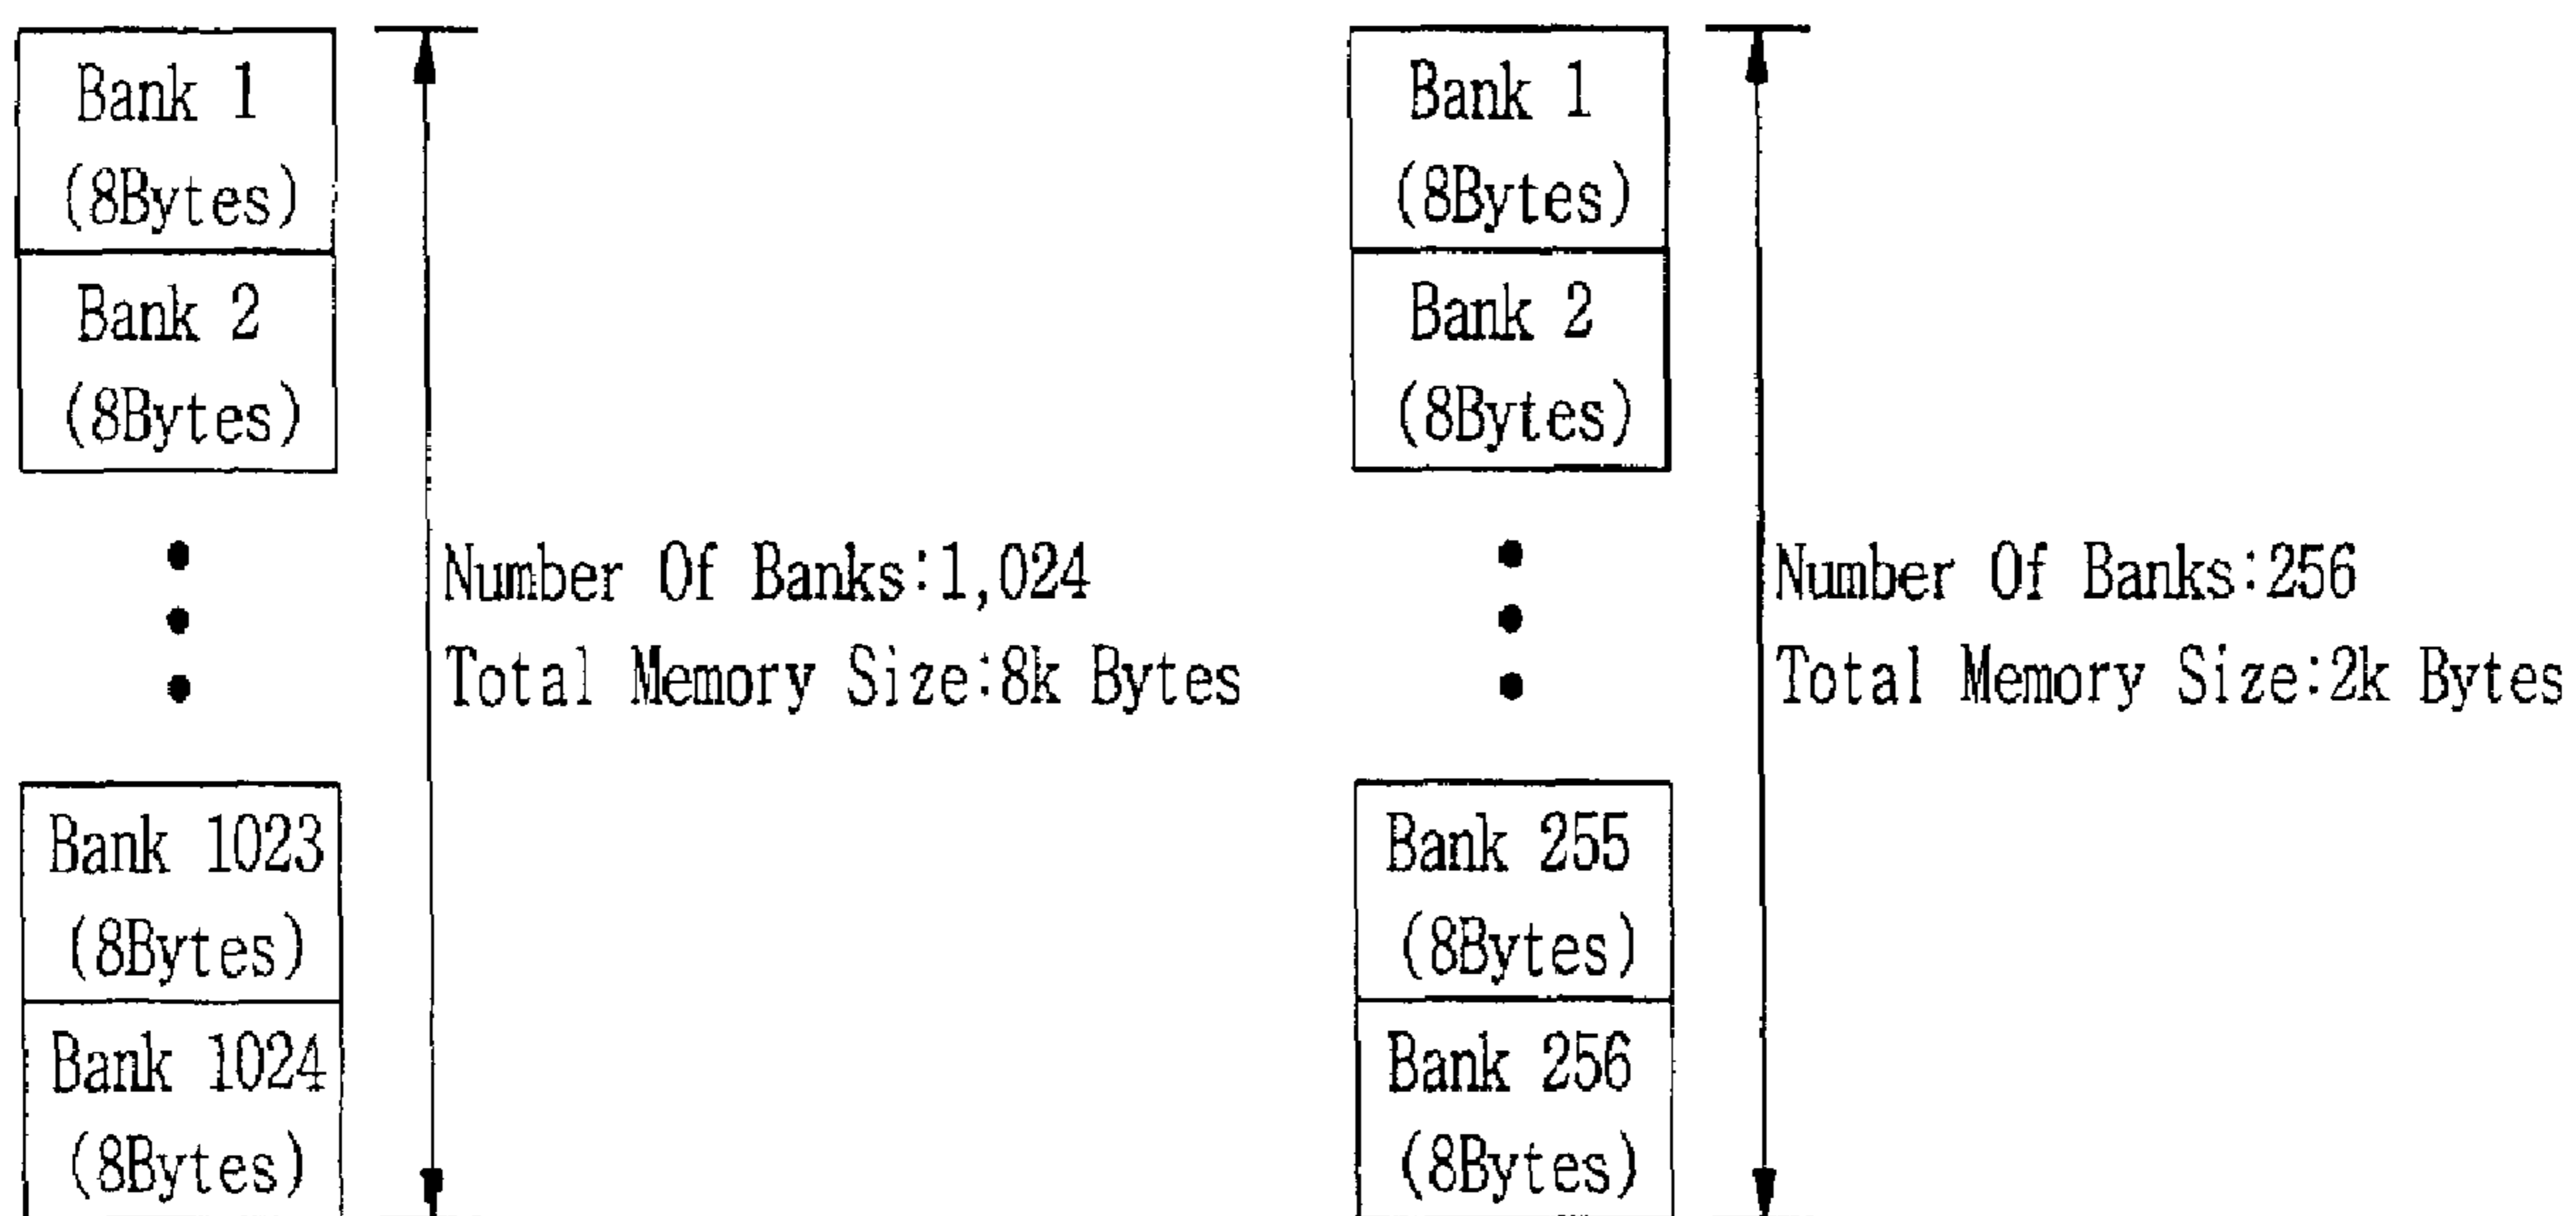 Bank 1
(8Bytes)
Bank 2
(8Bytes)
Number Of Banks:1,024
Total Memory Size:8k Bytes
Bank 1023
(8Bytes)
Bank 1024
(8Bytes)
Bank 1
(8Bytes)
Bank 2
(8Bytes)
Number Of Banks:256
Total Memory Size:2k Bytes
Bank 255
(8Bytes)
Bank 256
(8Bytes)